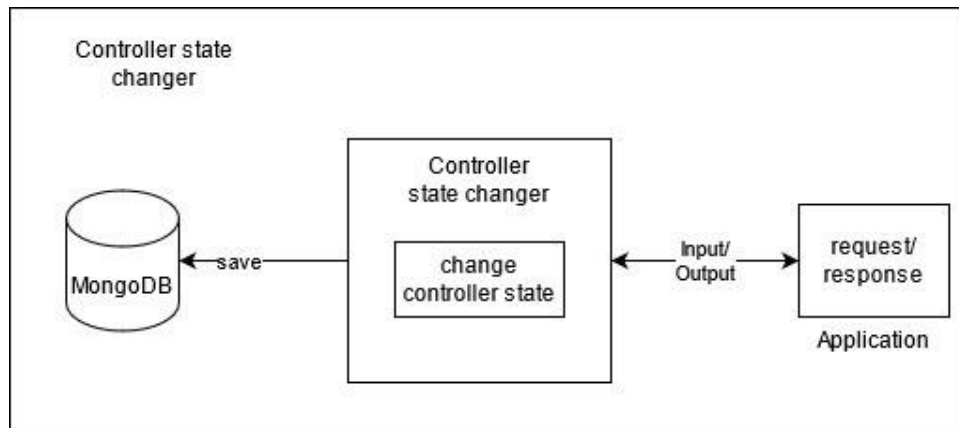 Controller state
changer
MongoDB
save
Controller
state changer
change
controller state
Input/
Output
request/
response
Application